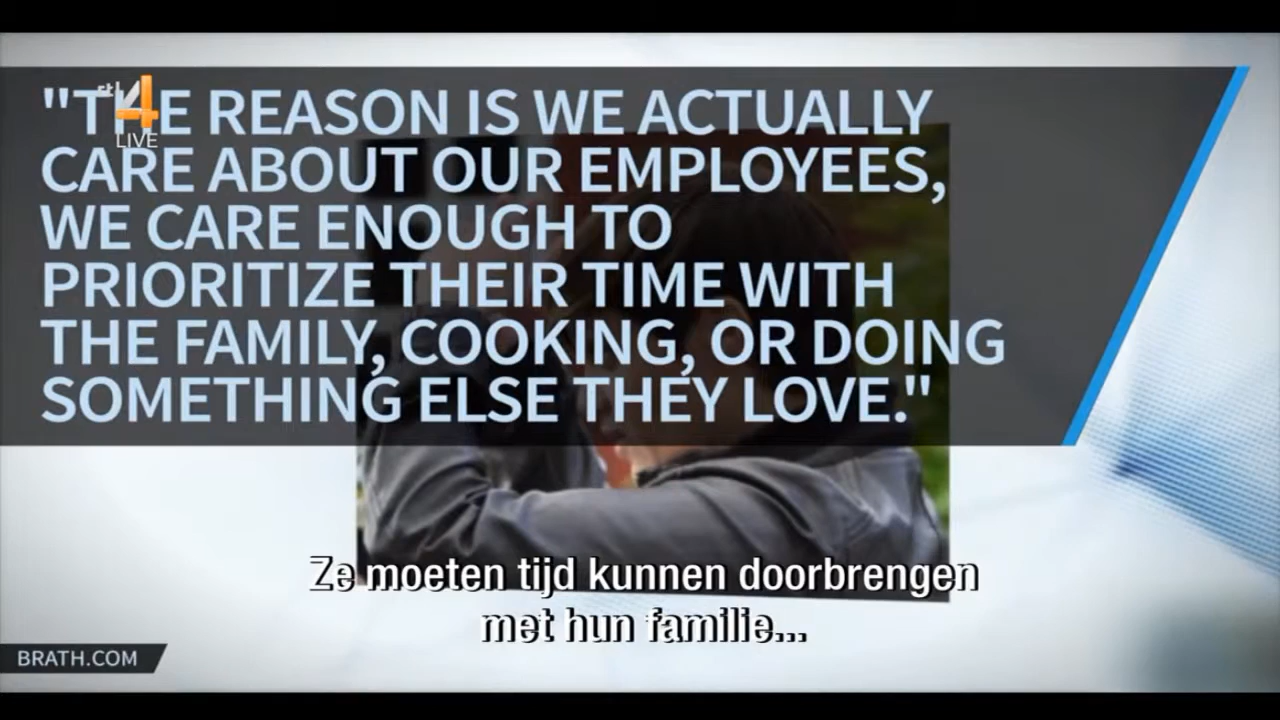 "THE REASON IS WE ACTUALLY
CARE ABOUT OUR EMPLOYEES,
WE CARE ENOUGH TO
PRIORITIZE THEIR TIME WITH
THE FAMILY, COOKING, OR DOING
SOMETHING ELSE THEY LOVE."
rtl 4
LIVE
Ze moeten tijd kunnen doorbrengen
met hun familie...
BRATH.COM